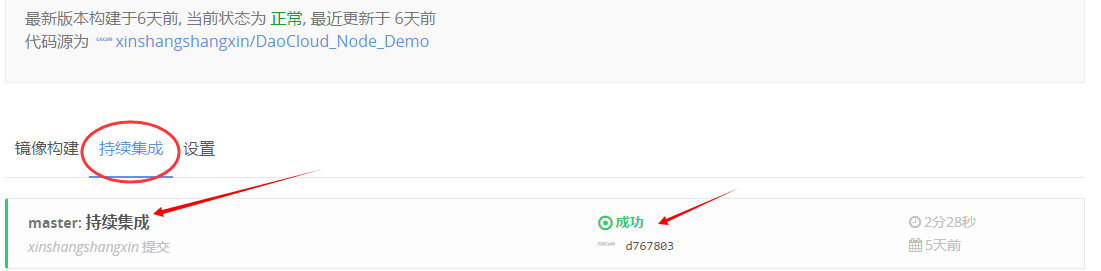 最新版本构建于6天前, 当前状态为 正常, 最近更新于 6天前
代码源为 GitCafé xinshangshangxin/DaoCloud_Node_Demo
镜像构建 持续集成 设置
master: 持续集成 成功 2分28秒
xinshangshangxin 提交 GitCafé d767803 5天前